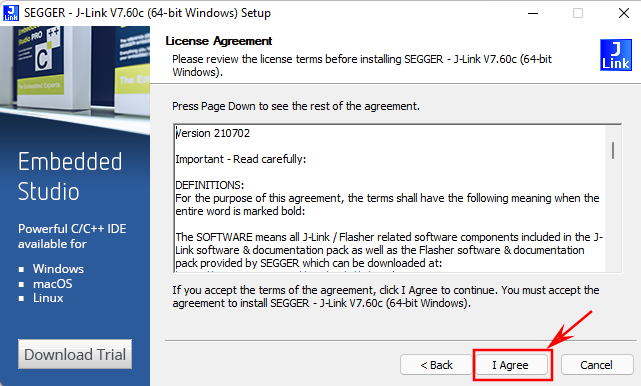 SEGGER - J-Link V7.60c (64-bit Windows) Setup
License Agreement
Please review the license terms before installing SEGGER - J-Link V7.60c (64-bit
Windows).
J
Link
Press Page Down to see the rest of the agreement.
Version 210702
Important - Read carefully:
DEFINITIONS:
For the purpose of this agreement, the terms shall have the following meaning when the
entire word is marked bold:
The SOFTWARE means all J-Link / Flasher related software components included in the J-
Link software & documentation pack as well as the Flasher software & documentation
pack provided by SEGGER which can be downloaded at:
If you accept the terms of the agreement, click I Agree to continue. You must accept the
agreement to install SEGGER - J-Link V7.60c (64-bit Windows).
Embedded
Studio
Powerful C/C++ IDE
available for
Windows
macOS
Linux
Download Trial
< Back
I Agree
Cancel